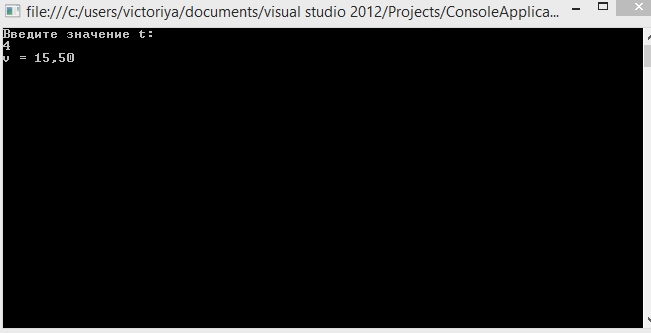 file:///c:/users/victoriya/documents/visual studio 2012/Projects/ConsoleApplica...
Введите значение t:
4
v = 15,50